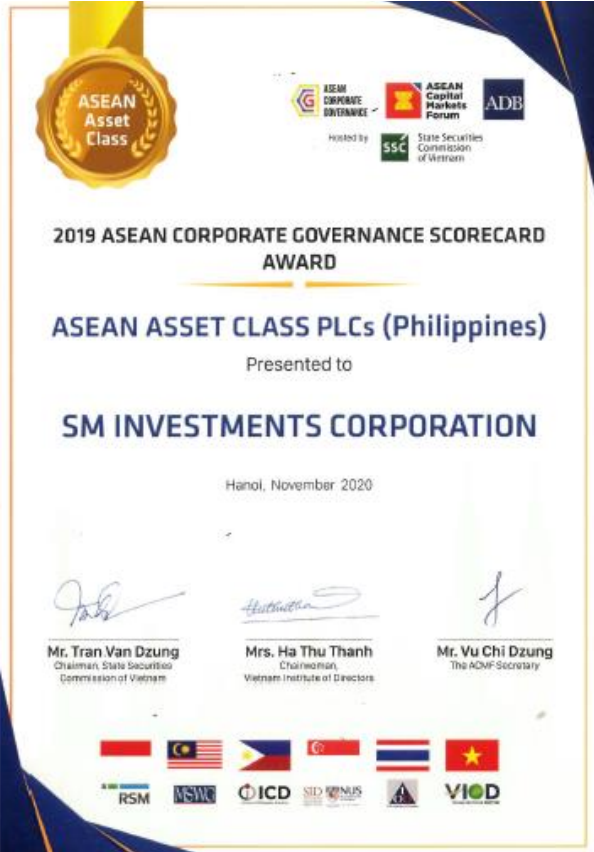 ASEAN
Asset
Class
ASEAN
CORPORATE
GOVERNANCE
ASEAN
Capital
Markets
Forum
ADB
Hosted by
SSC
State Securities
Commission
of Vietnam
2019 ASEAN CORPORATE GOVERNANCE SCORECARD
AWARD
ASEAN ASSET CLASS PLCs (Philippines)
Presented to
SM INVESTMENTS CORPORATION
Hanoi, November 2020
Mr. Tran Van Dzung
Chairman, State Securities
Commission of Vietnam
Mrs. Ha Thu Thanh
Chairwoman,
Vietnam Institute of Directors
Mr. Vu Chi Dzung
The ACMF Secretary
RSM
MSWG
ICD
SID
NUS
VIOD